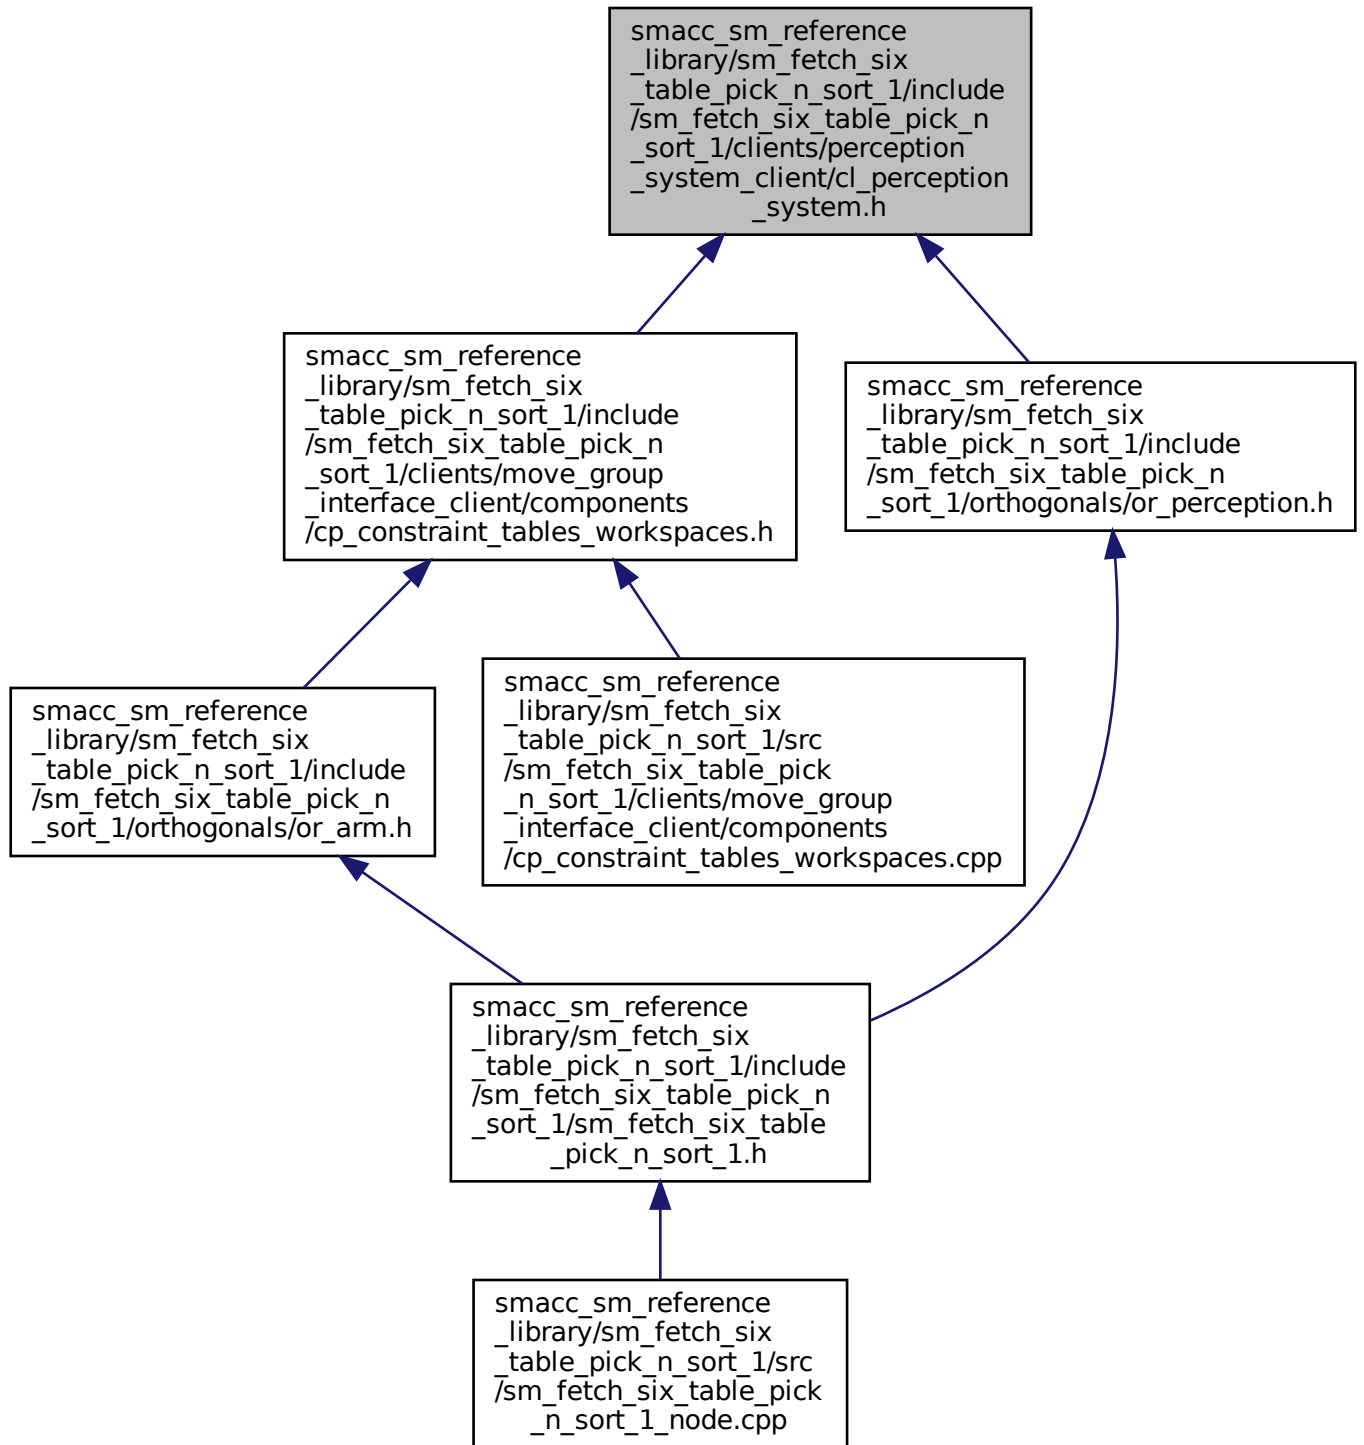 smacc_sm_reference
_library/sm_fetch_six
_table_pick_n_sort_1/include
/sm_fetch_six_table_pick_n
_sort_1/clients/perception
_system_client/cl_perception
_system.h
smacc_sm_reference
_library/sm_fetch_six
_table_pick_n_sort_1/include
/sm_fetch_six_table_pick_n
_sort_1/clients/move_group
_interface_client/components
/cp_constraint_tables_workspaces.h
smacc_sm_reference
_library/sm_fetch_six
_table_pick_n_sort_1/include
/sm_fetch_six_table_pick_n
_sort_1/orthogonals/or_perception.h
smacc_sm_reference
_library/sm_fetch_six
_table_pick_n_sort_1/include
/sm_fetch_six_table_pick_n
_sort_1/orthogonals/or_arm.h
smacc_sm_reference
_library/sm_fetch_six
_table_pick_n_sort_1/src
/sm_fetch_six_table_pick
_n_sort_1/clients/move_group
_interface_client/components
/cp_constraint_tables_workspaces.cpp
smacc_sm_reference
_library/sm_fetch_six
_table_pick_n_sort_1/include
/sm_fetch_six_table_pick_n
_sort_1/sm_fetch_six_table
_pick_n_sort_1.h
smacc_sm_reference
_library/sm_fetch_six
_table_pick_n_sort_1/src
/sm_fetch_six_table_pick
_n_sort_1_node.cpp